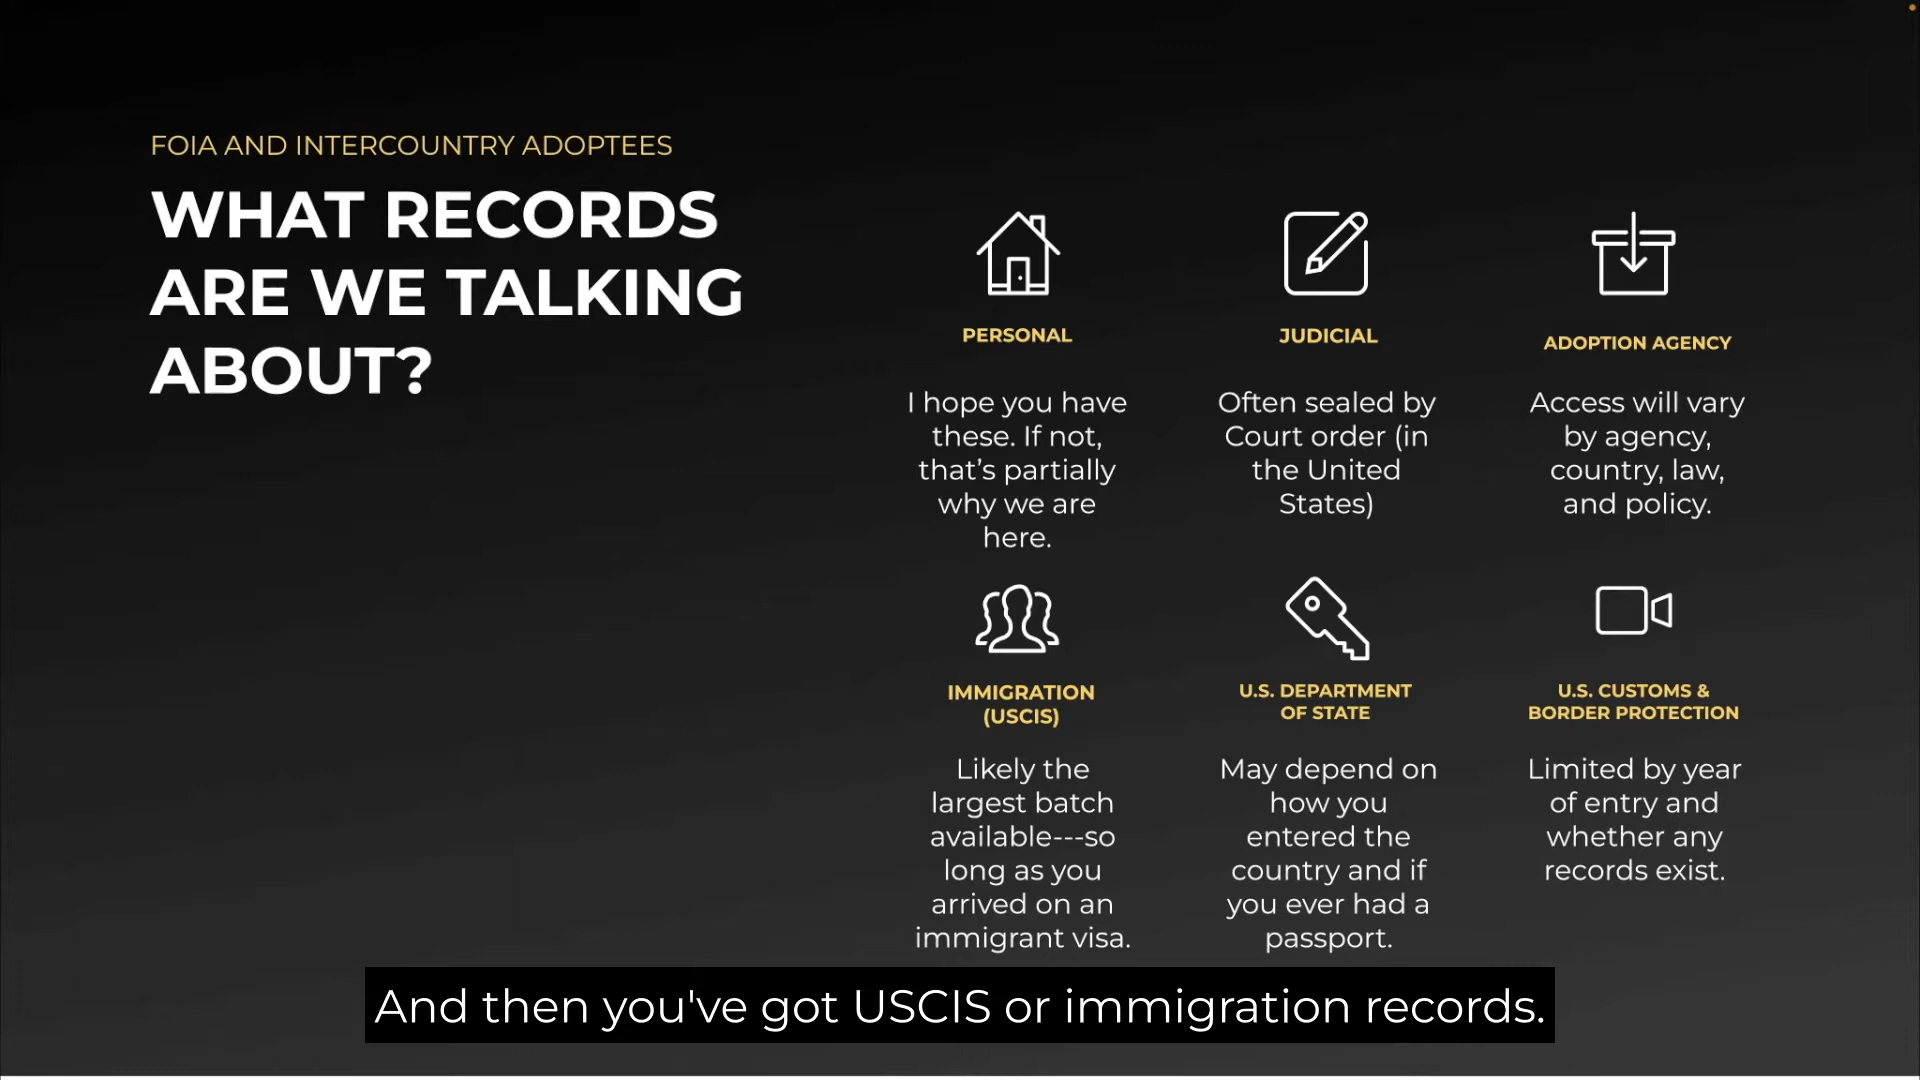 FOIA AND INTERCOUNTRY ADOPTEES
WHAT RECORDS
ARE WE TALKING
ABOUT?
PERSONAL
I hope you have
these. If not,
that’s partially
why we are
here.
JUDICIAL
Often sealed by
Court order (in
the United
States)
ADOPTION AGENCY
Access will vary
by agency,
country, law,
and policy.
IMMIGRATION
(USCIS)
Likely the
largest batch
available---so
long as you
arrived on an
immigrant visa.
U.S. DEPARTMENT
OF STATE
May depend on
how you
entered the
country and if
you ever had a
passport.
U.S. CUSTOMS &
BORDER PROTECTION
Limited by year
of entry and
whether any
records exist.
And then you've got USCIS or immigration records.